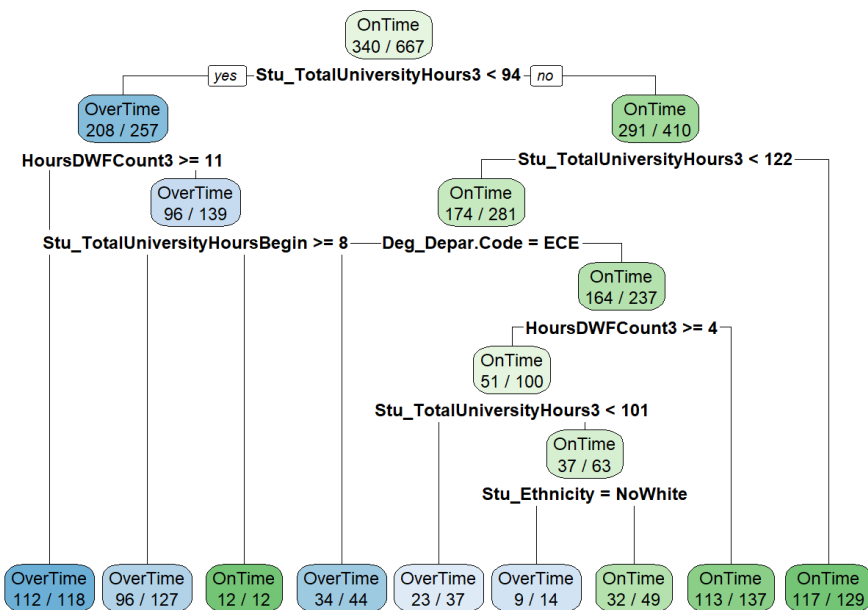 OnTime
340 / 667
yes Stu_TotalUniversityHours3 < 94 no
OverTime
208 / 257
OnTime
291 / 410
HoursDWFCount3 >= 11
Stu_TotalUniversityHours3 < 122
OverTime
96 / 139
OnTime
174 / 281
Stu_TotalUniversityHoursBegin >= 8
Deg_Depar.Code = ECE
OnTime
164 / 237
HoursDWFCount3 >= 4
OnTime
51 / 100
Stu_TotalUniversityHours3 < 101
OnTime
37 / 63
Stu_Ethnicity = NoWhite
OverTime
112 / 118
OverTime
96 / 127
OnTime
12 / 12
OverTime
34 / 44
OverTime
23 / 37
OverTime
9 / 14
OnTime
32 / 49
OnTime
113 / 137
OnTime
117 / 129